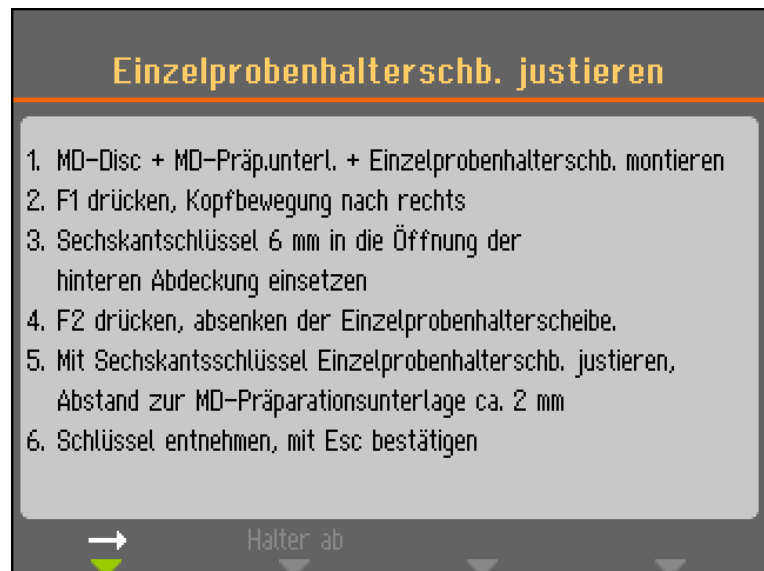 Einzelprobenhalterschb. justieren
1. MD-Disc + MD-Präp.unterl. + Einzelprobenhalterschb. montieren
2. F1 drücken, Kopfbewegung nach rechts
3. Sechskantschlüssel 6 mm in die Öffnung der
hinteren Abdeckung einsetzen
4. F2 drücken, absenken der Einzelprobenhalterscheibe.
5. Mit Sechskantsschlüssel Einzelprobenhalterschb. justieren,
Abstand zur MD-Präparationsunterlage ca. 2 mm
6. Schlüssel entnehmen, mit Esc bestätigen
→ Halter ab